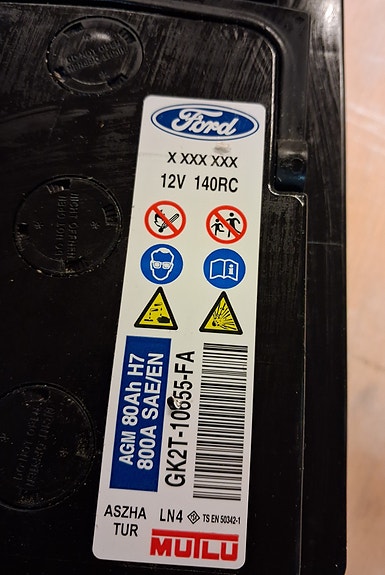 Ford
X XXX XXX
12V 140RC
AGM 80Ah H7
800A SAE/EN
GK2T-10655-FA
ASZHA
TUR
LN4 TS EN 50342-1
MUTLU